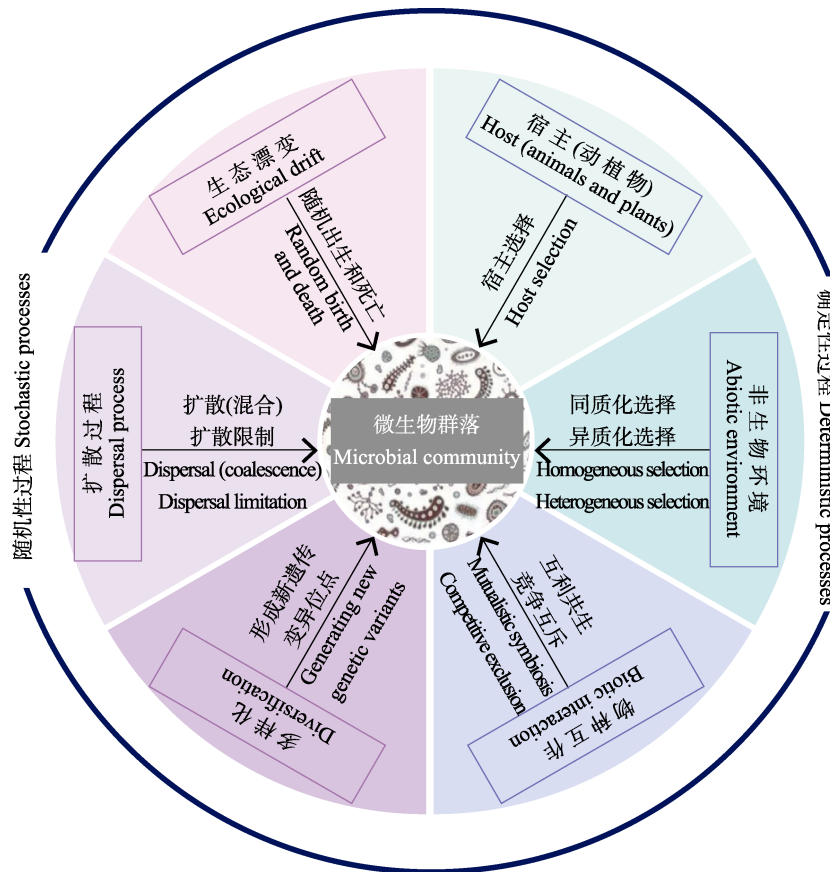 生态漂变
Ecological drift
随机出生和死亡
Random birth
and death
宿主(动植物)
Host (animals and plants)
宿主选择
Host selection
随机性过程 Stochastic processes
扩散过程
Dispersal process
扩散(混合)
扩散限制
Dispersal (coalescence)
Dispersal limitation
微生物群落
Microbial community
同质化选择
异质化选择
Homogeneous selection
Heterogeneous selection
非生物环境
Abiotic environment
确定性过程 Deterministic processes
形成新遗传
变异位点
Generating new
genetic variants
多样化
Diversification
互利共生
竞争互斥
Mutualistic symbiosis
Competitive exclusion
物种互作
Biotic interaction